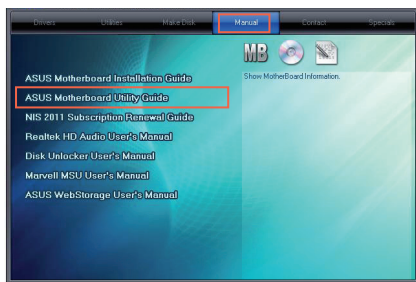 Drivers Utilities Make Disk Manual Contact Specials
MB
Show MotherBoard Information.
ASUS Motherboard Installation Guide
ASUS Motherboard Utility Guide
NIS 2011 Subscription Renewal Guide
Realtek HD Audio User's Manual
Disk Unlocker User's Manual
Marvell MSU User's Manual
ASUS WebStorage User's Manual